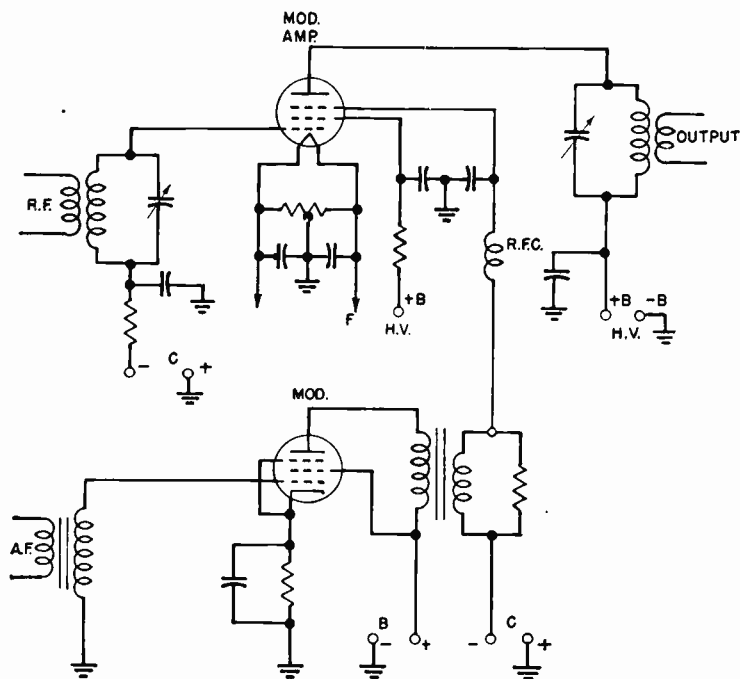 MOD.
AMP.
OUTPUT
R.F.
R.F.C.
+B
H.V.
F
+B -B
H.V.
- C +
MOD.
A.F.
B
- +
C
- +